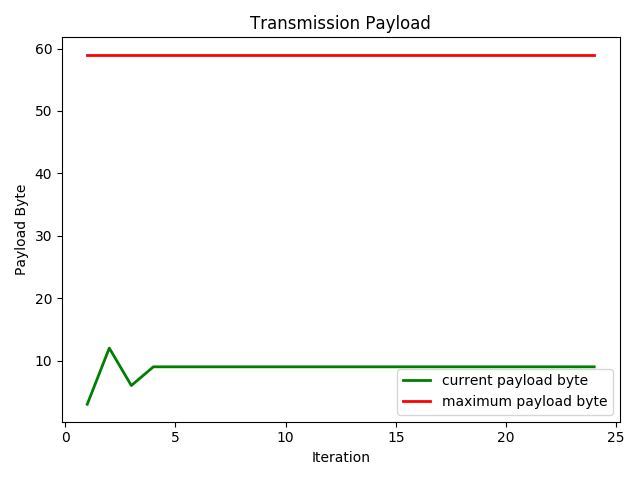 Transmission Payload
60
50
40
30
20
10
Payload Byte
0
5
10
15
20
25
Iteration
current payload byte
maximum payload byte